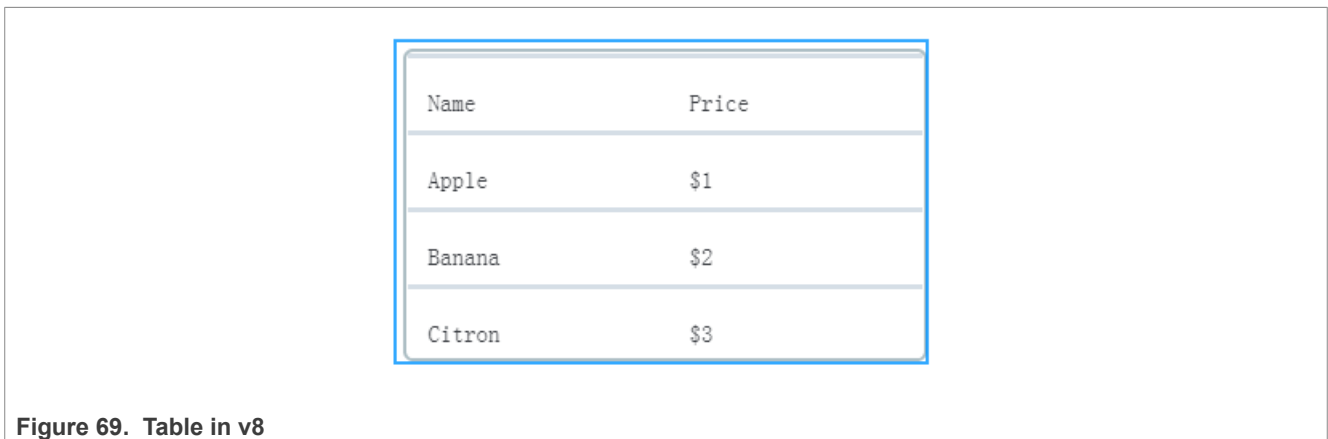 Name Price
Apple $1
Banana $2
Citron $3
Figure 69. Table in v8